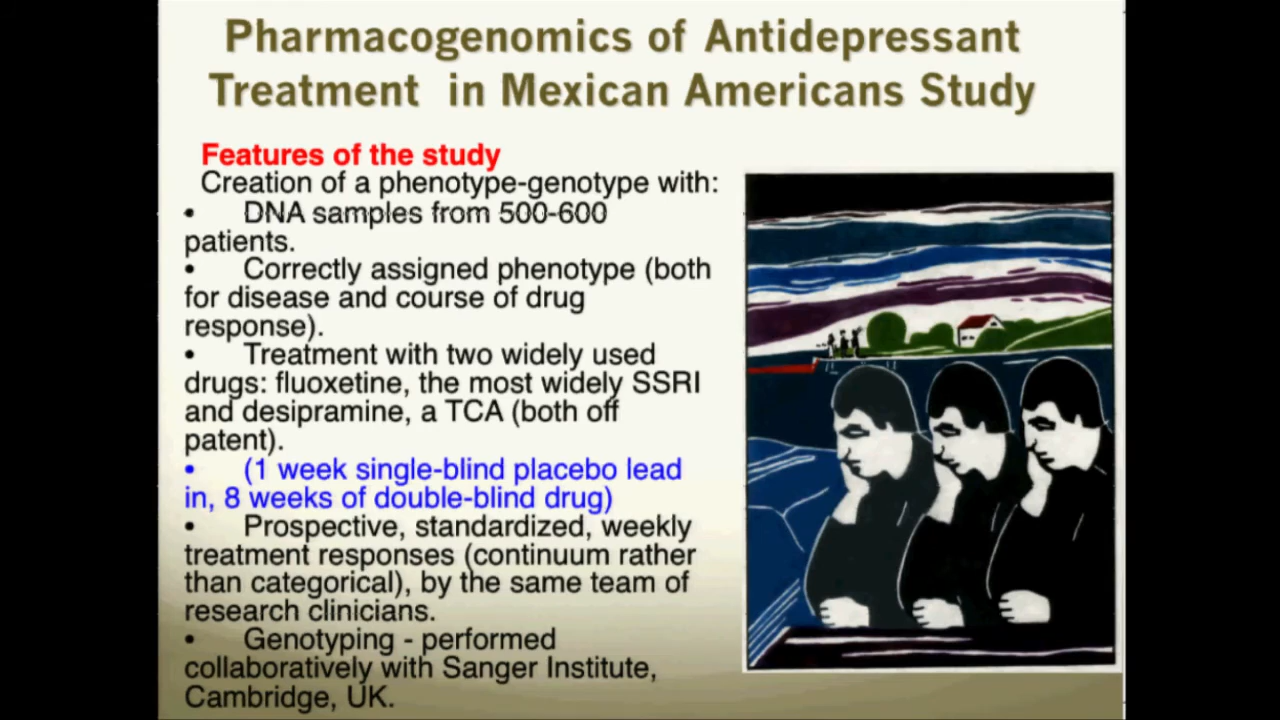 Pharmacogenomics of Antidepressant
Treatment in Mexican Americans Study
Features of the study
Creation of a phenotype-genotype with:
• DNA samples from 500-600
patients.
• Correctly assigned phenotype (both
for disease and course of drug
response).
• Treatment with two widely used
drugs: fluoxetine, the most widely SSRI
and desipramine, a TCA (both off
patent).
• (1 week single-blind placebo lead
in, 8 weeks of double-blind drug)
• Prospective, standardized, weekly
treatment responses (continuum rather
than categorical), by the same team of
research clinicians.
• Genotyping - performed
collaboratively with Sanger Institute,
Cambridge, UK.